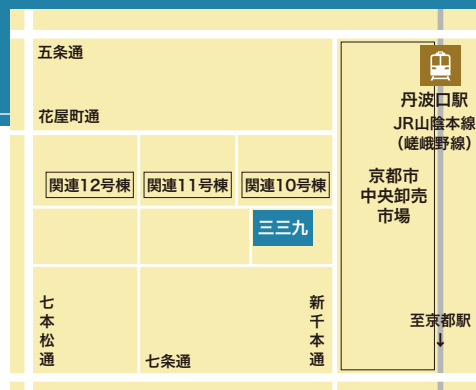 五条通
花屋町通
丹波口駅
JR山陰本線
(嵯峨野線)
関連12号棟
関連11号棟
関連10号棟
京都市
中央卸売
市場
三三九
七本松通
七条通
新千本通
至京都駅
↓